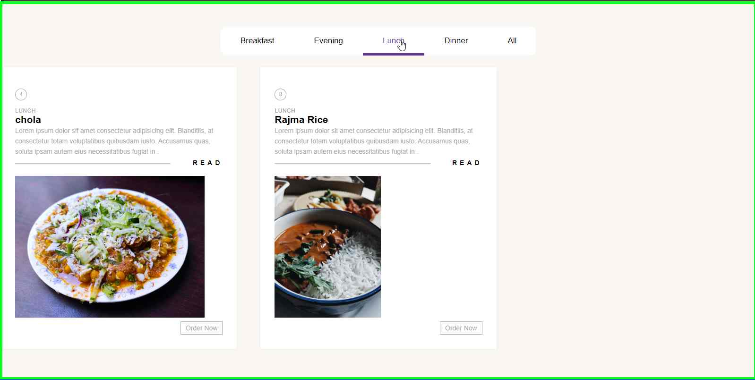 Breakfast
Evening
Lunch
Dinner
All
LUNCH
chola
Lorem ipsum dolor sit amet consectetur adipisicing elit. Blanditiis, at
consectetur totam voluptatibus quibusdam iusto. Accusamus quas,
soluta ipsam autem eius necessitatibus fugiat in .
READ
Order Now
LUNCH
Rajma Rice
Lorem ipsum dolor sit amet consectetur adipisicing elit. Blanditiis, at
consectetur totam voluptatibus quibusdam iusto. Accusamus quas,
soluta ipsam autem eius necessitatibus fugiat in .
READ
Order Now